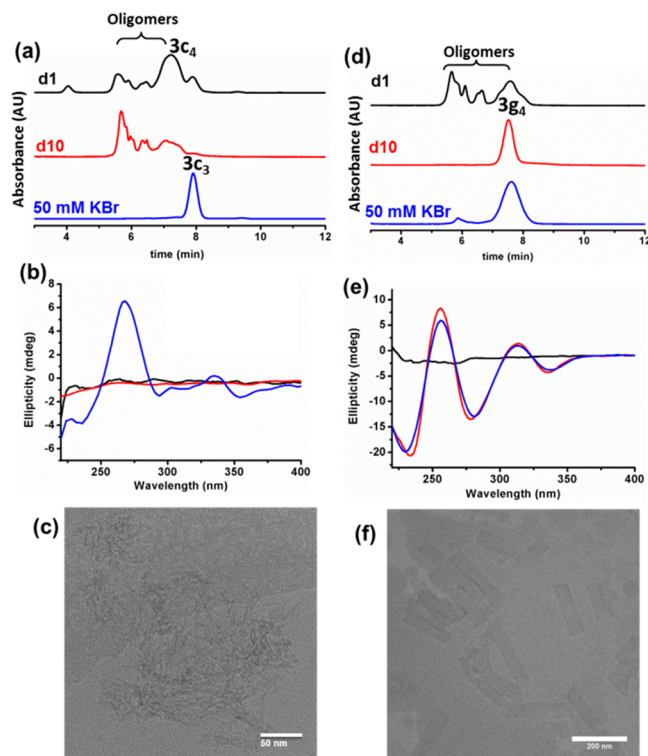 (a)
Oligomers
3c4
d1
d10
3c3
50 mM KBr
Absorbance (AU)
4 6 8 10 12
time (min)
(d)
Oligomers
d1
3g4
d10
50 mM KBr
Absorbance (AU)
4 6 8 10 12
time (min)
(b)
Ellipticity (mdeg)
8
6
4
2
0
-2
-4
-6
250 300 350 400
Wavelength (nm)
(e)
Ellipticity (mdeg)
10
5
0
-5
-10
-15
-20
250 300 350 400
Wavelength (nm)
(c)
50 nm
(f)
200 nm